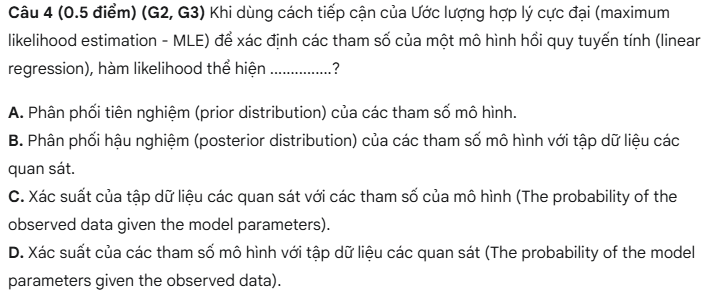 Câu 4 (0.5 điểm) (G2, G3) Khi dùng cách tiếp cận của Ước lượng hợp lý cực đại (maximum
likelihood estimation - MLE) để xác định các tham số của một mô hình hồi quy tuyến tính (linear
regression), hàm likelihood thể hiện ...............?
A. Phân phối tiên nghiệm (prior distribution) của các tham số mô hình.
B. Phân phối hậu nghiệm (posterior distribution) của các tham số mô hình với tập dữ liệu các
quan sát.
C. Xác suất của tập dữ liệu các quan sát với các tham số của mô hình (The probability of the
observed data given the model parameters).
D. Xác suất của các tham số mô hình với tập dữ liệu các quan sát (The probability of the model
parameters given the observed data).